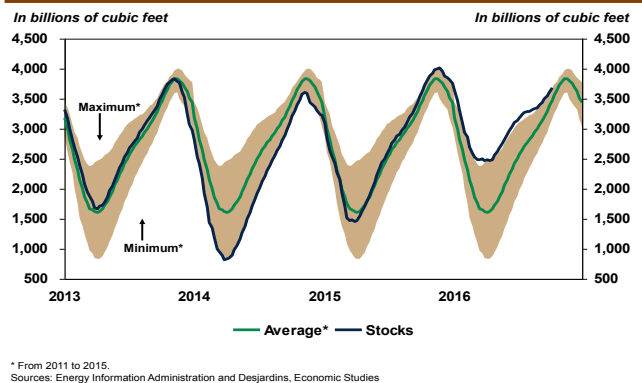 In billions of cubic feet In billions of cubic feet
4,500 4,500
4,000 4,000
3,500 3,500
Maximum*
3,000 3,000
2,500 2,500
2,000 2,000
1,500 1,500
Minimum*
1,000 1,000
500 500
2013 2014 2015 2016
Average* Stocks
* From 2011 to 2015.
Sources: Energy Information Administration and Desjardins, Economic Studies